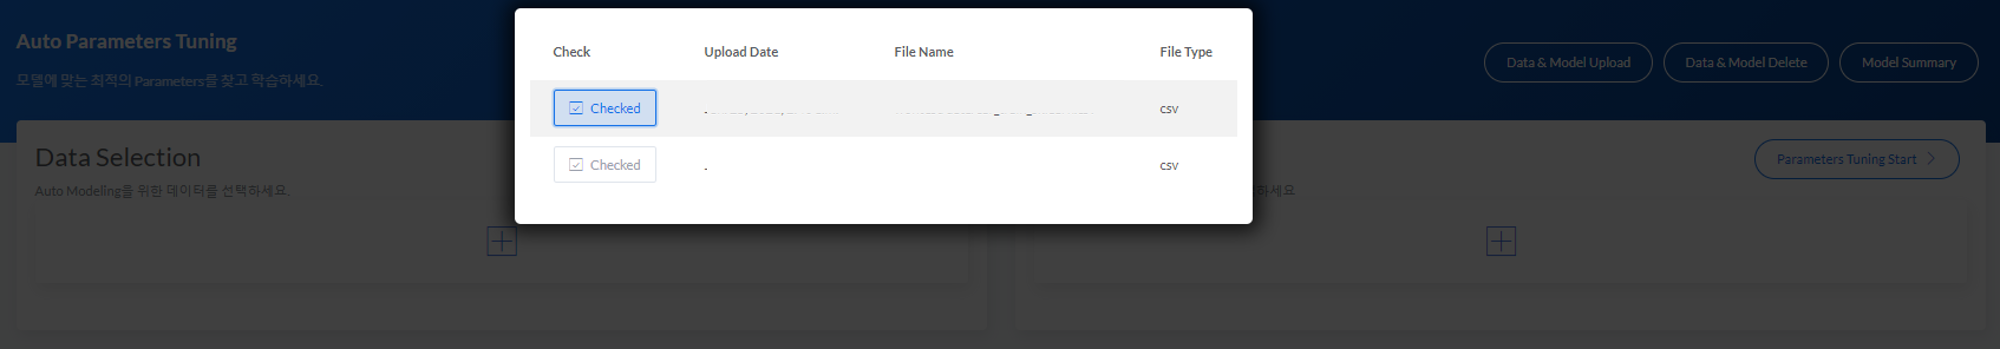 Auto Parameters Tuning
모델에 맞는 최적의 Parameters를 찾고 학습하세요.
Data & Model Upload
Data & Model Delete
Model Summary
Check
Upload Date
File Name
File Type
Checked
csv
Checked
csv
Data Selection
Auto Modeling을 위한 데이터를 선택하세요.
하세요
Parameters Tuning Start